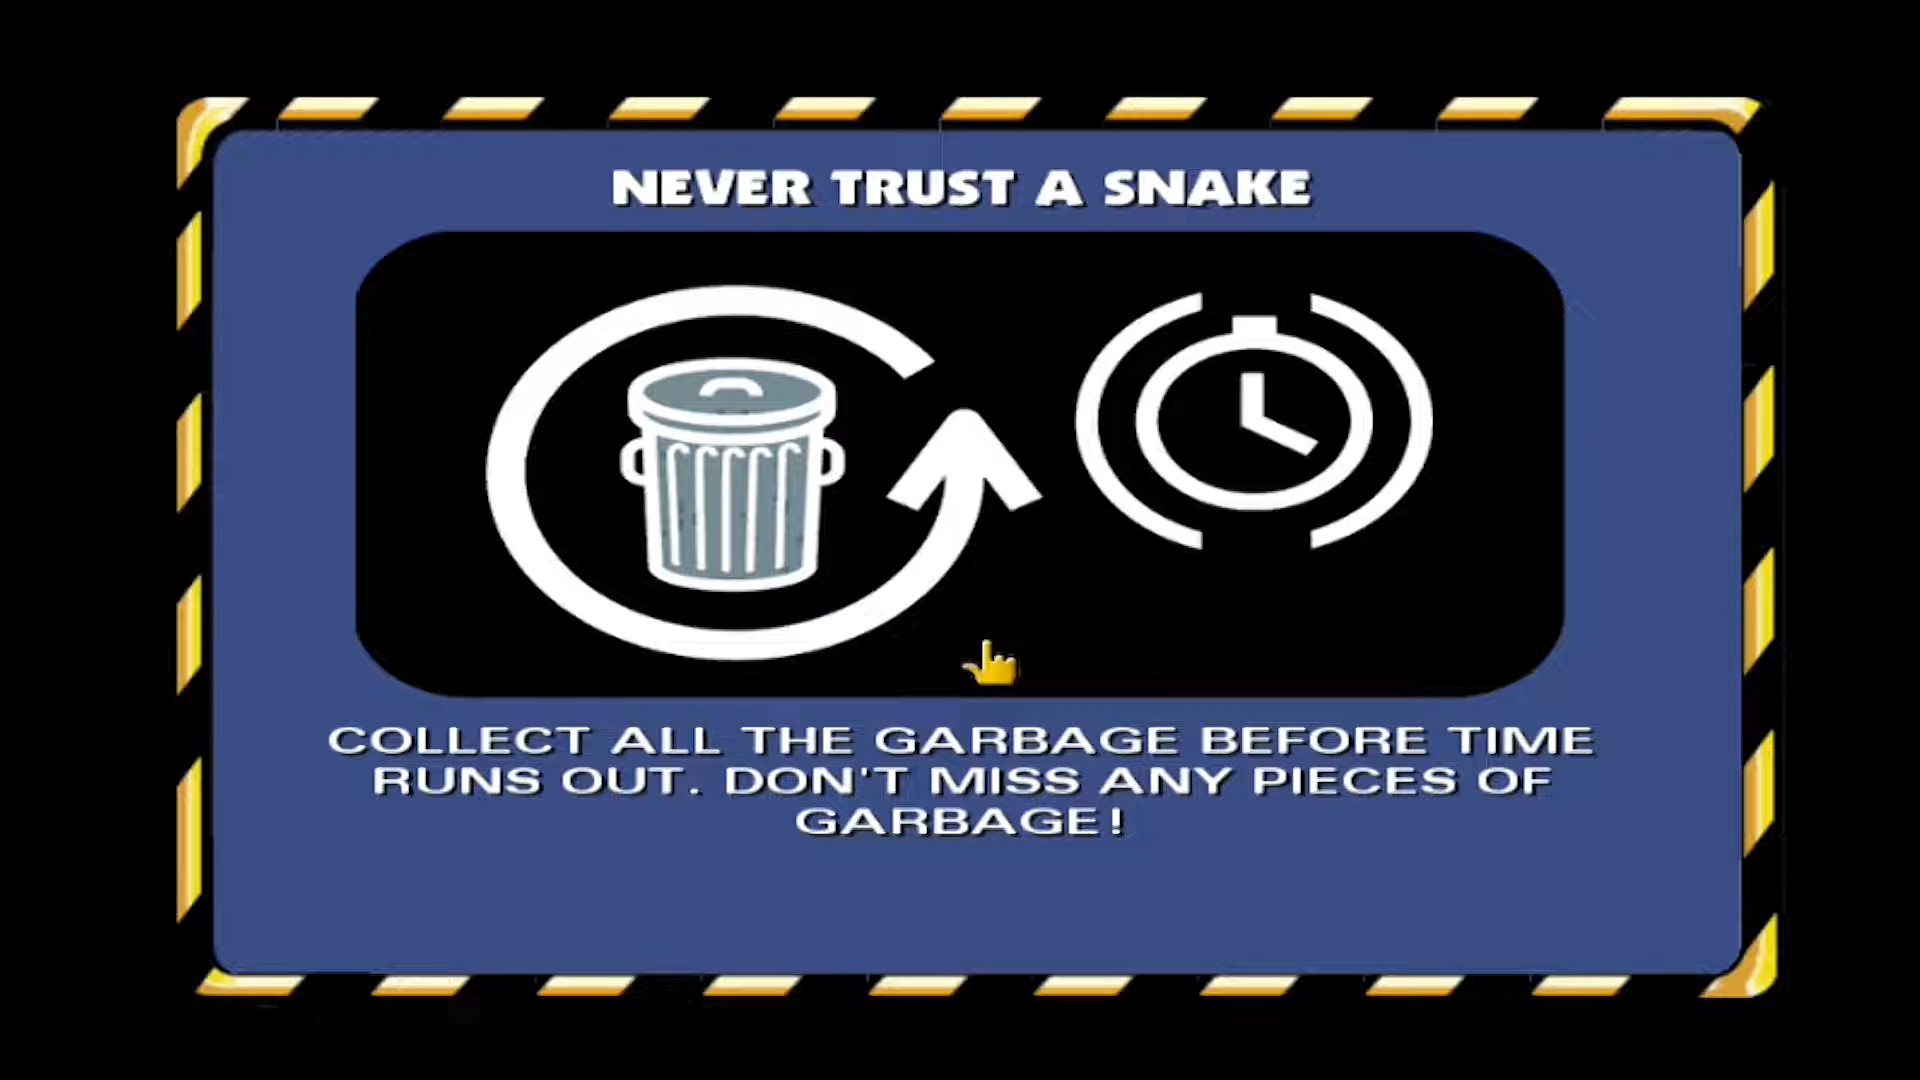 NEVER TRUST A SNAKE
COLLECT ALL THE GARBAGE BEFORE TIME
RUNS OUT. DON'T MISS ANY PIECES OF
GARBAGE!